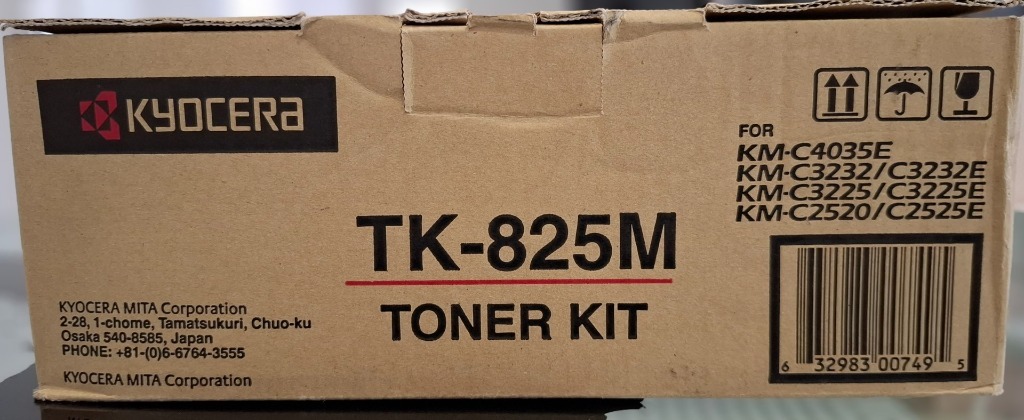 KYOCERA
FOR
KM-C4035E
KM-C3232/C3232E
KM-C3225/C3225E
KM-C2520/C2525E
TK-825M
TONER KIT
KYOCERA MITA Corporation
2-28, 1-chome, Tamatsukuri, Chuo-ku
Osaka 540-8585, Japan
PHONE: +81-(0)6-6764-3555
KYOCERA MITA Corporation
6 32983 00749 5